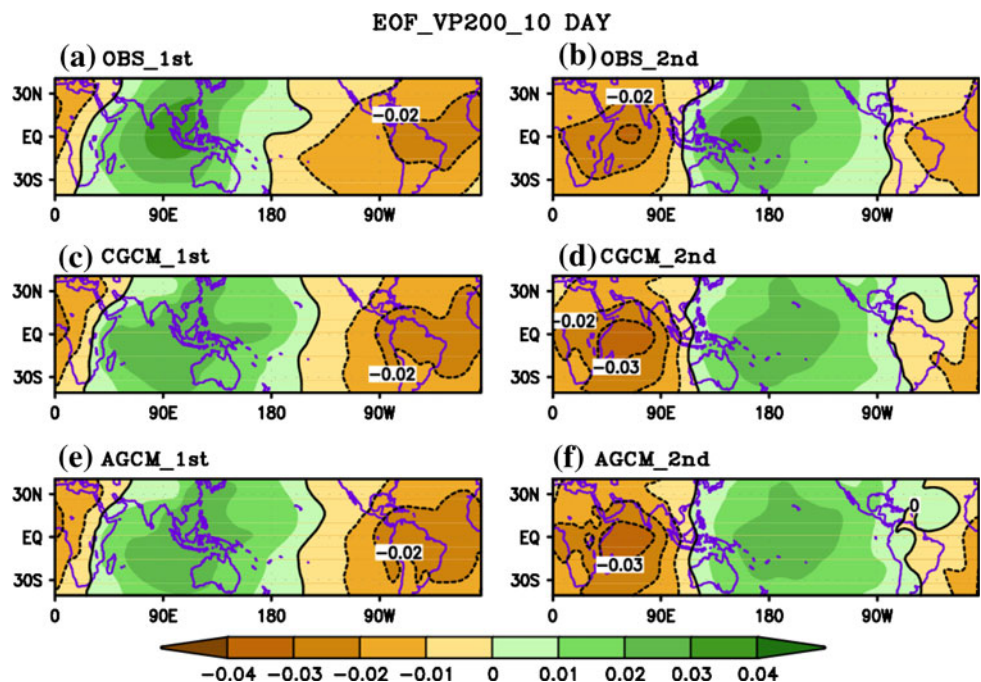 EOF_VP200_10 DAY
(a) OBS_1st
(b) OBS_2nd
30N
EQ
30S
-0.02
-0.02
0 90E 180 90W
0 90E 180 90W
(c) CGCM_1st
(d) CGCM_2nd
30N
EQ
30S
-0.02
-0.02
-0.03
0 90E 180 90W
0 90E 180 90W
(e) AGCM_1st
(f) AGCM_2nd
30N
EQ
30S
-0.02
-0.03
0
0 90E 180 90W
0 90E 180 90W
-0.04 -0.03 -0.02 -0.01 0 0.01 0.02 0.03 0.04